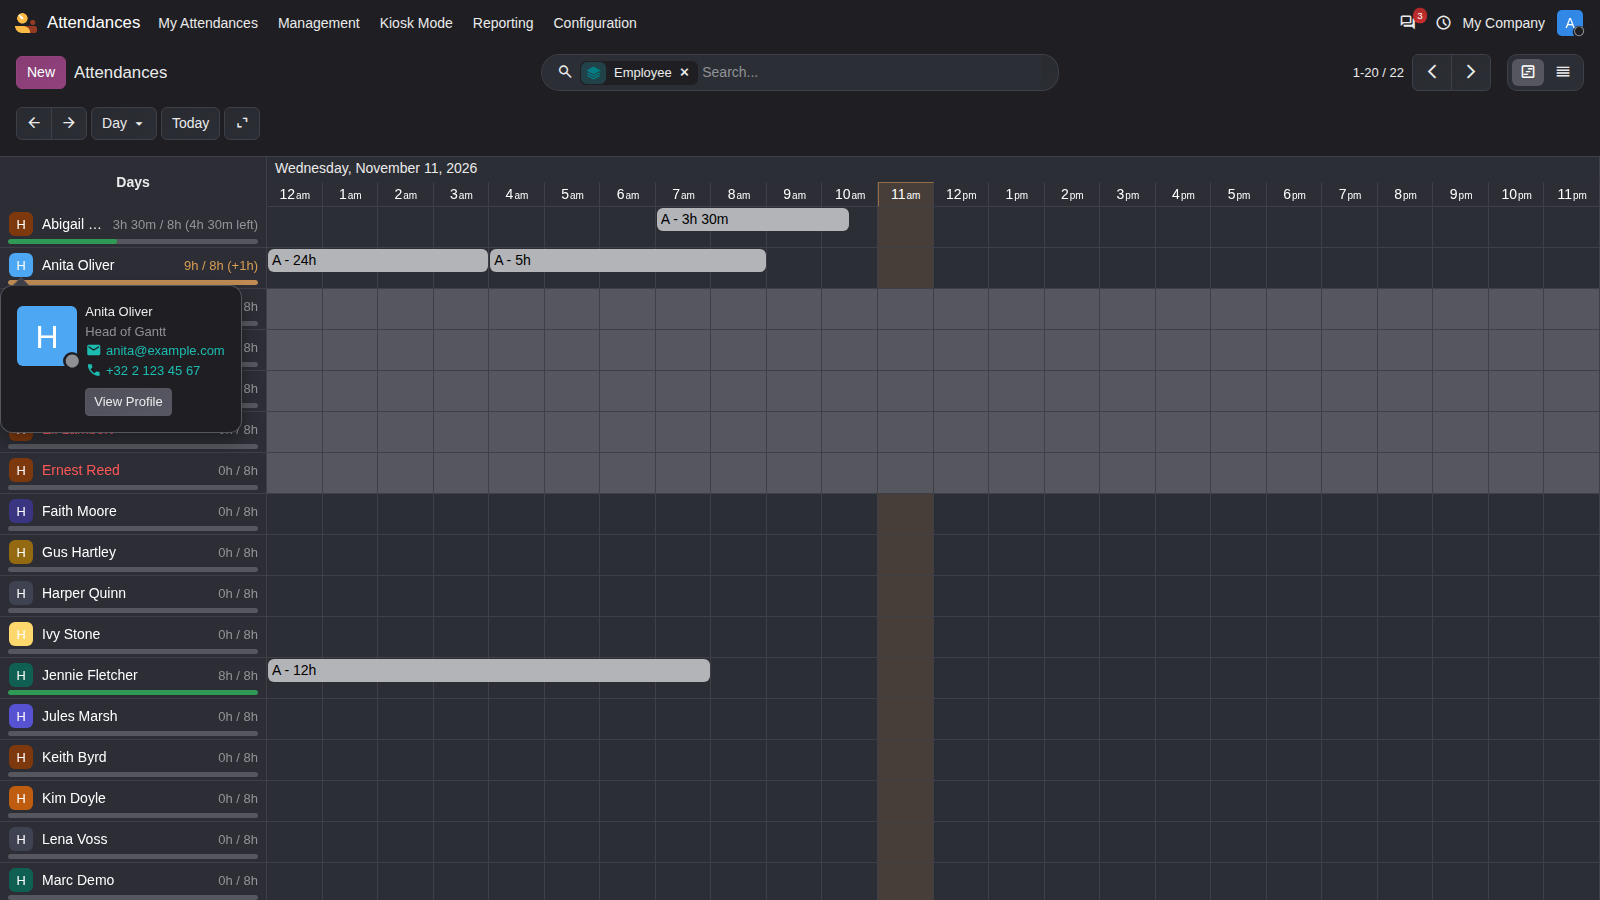 Attendances My Attendances Management Kiosk Mode Reporting Configuration 3 My Company A
New Attendances Employee × Search... 1-20 / 22
Day Today
Days Wednesday, November 11, 2026
12am 1am 2am 3am 4am 5am 6am 7am 8am 9am 10am 11am 12pm 1pm 2pm 3pm 4pm 5pm 6pm 7pm 8pm 9pm 10pm 11pm
H Abigail ... 3h 30m / 8h (4h 30m left) A - 3h 30m
H Anita Oliver 9h / 8h (+1h) A - 24h A - 5h
8h
8h
8h
/ 8h
H
Anita Oliver
Head of Gantt
anita@example.com
+32 2 123 45 67
View Profile
H Ernest Reed 0h / 8h
H Faith Moore 0h / 8h
H Gus Hartley 0h / 8h
H Harper Quinn 0h / 8h
H Ivy Stone 0h / 8h
H Jennie Fletcher 8h / 8h A - 12h
H Jules Marsh 0h / 8h
H Keith Byrd 0h / 8h
H Kim Doyle 0h / 8h
H Lena Voss 0h / 8h
H Marc Demo 0h / 8h